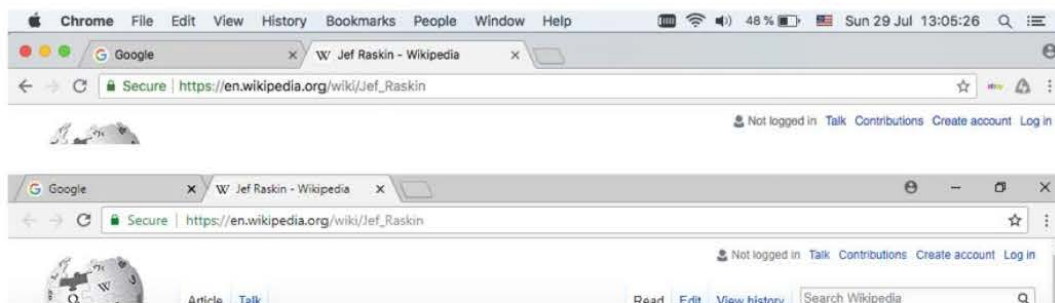 Chrome File Edit View History Bookmarks People Window Help 48 % Sun 29 Jul 13:05:26
Google Jef Raskin - Wikipedia
Secure | https://en.wikipedia.org/wiki/Jef_Raskin
Not logged in Talk Contributions Create account Log in
Google Jef Raskin - Wikipedia
Secure | https://en.wikipedia.org/wiki/Jef_Raskin
Not logged in Talk Contributions Create account Log in
Article Talk Read Edit View history Search Wikipedia